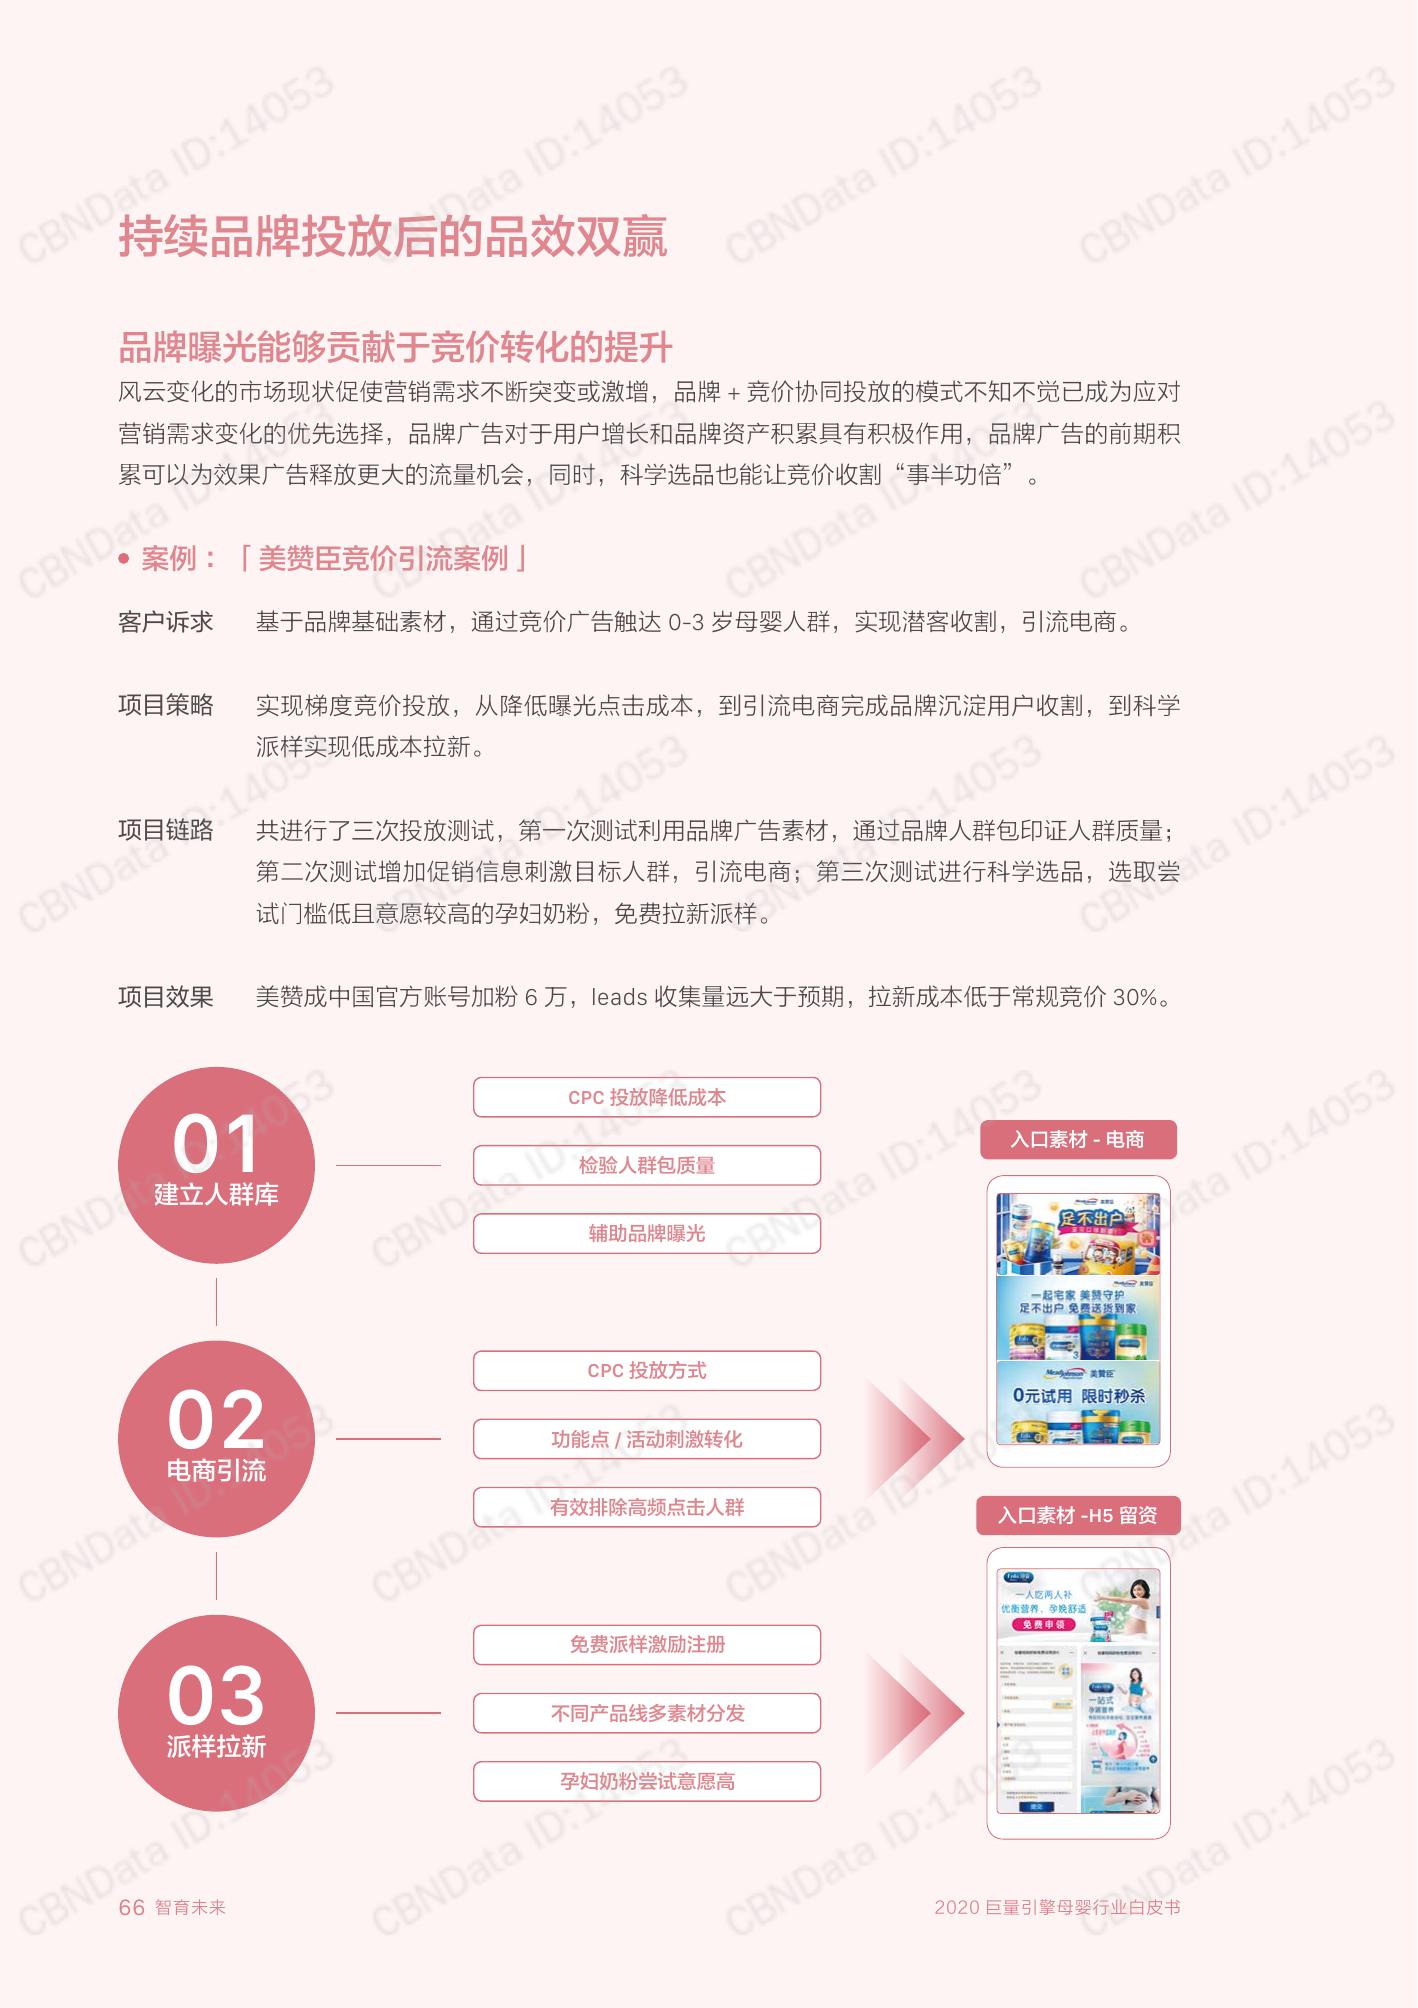 持续品牌投放后的品效双赢
品牌曝光能够贡献于竞价转化的提升
风云变化的市场现状促使营销需求不断突变或激增，品牌 + 竞价协同投放的模式不知不觉已成为应对
营销需求变化的优先选择，品牌广告对于用户增长和品牌资产积累具有积极作用，品牌广告的前期积
累可以为效果广告释放更大的流量机会，同时，科学选品也能让竞价收割“事半功倍”。
• 案例：「美赞臣竞价引流案例」
客户诉求 基于品牌基础素材，通过竞价广告触达 0-3 岁母婴人群，实现潜客收割，引流电商。
项目策略 实现梯度竞价投放，从降低曝光点击成本，到引流电商完成品牌沉淀用户收割，到科学
派样实现低成本拉新。
项目链路 共进行了三次投放测试，第一次测试利用品牌广告素材，通过品牌人群包印证人群质量；
第二次测试增加促销信息刺激目标人群，引流电商；第三次测试进行科学选品，选取尝
试门槛低且意愿较高的孕妇奶粉，免费拉新派样。
项目效果 美赞成中国官方账号加粉 6 万，leads 收集量远大于预期，拉新成本低于常规竞价 30%。
01
建立人群库
CPC 投放降低成本
检验人群包质量
辅助品牌曝光
02
电商引流
CPC 投放方式
功能点 / 活动刺激转化
有效排除高频点击人群
03
派样拉新
免费派样激励注册
不同产品线多素材分发
孕妇奶粉尝试意愿高
入口素材 - 电商
美赞臣
足不出户
美赞臣
一起宅家 美赞守护
足不出户 免费送货到家
MeadJohnson 美赞臣
0元试用 限时秒杀
入口素材 -H5 留资
一人吃两人补
优衡营养，孕娩舒适
免费申领
一站式
孕期营养
提交
66 智育未来
2020 巨量引擎母婴行业白皮书
CBNData ID:14053